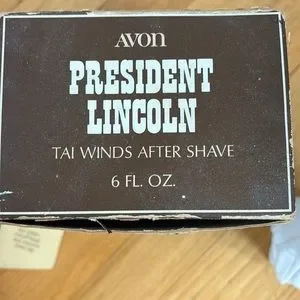 AVON
PRESIDENT
LINCOLN
TAI WINDS AFTER SHAVE
6 FL. OZ.